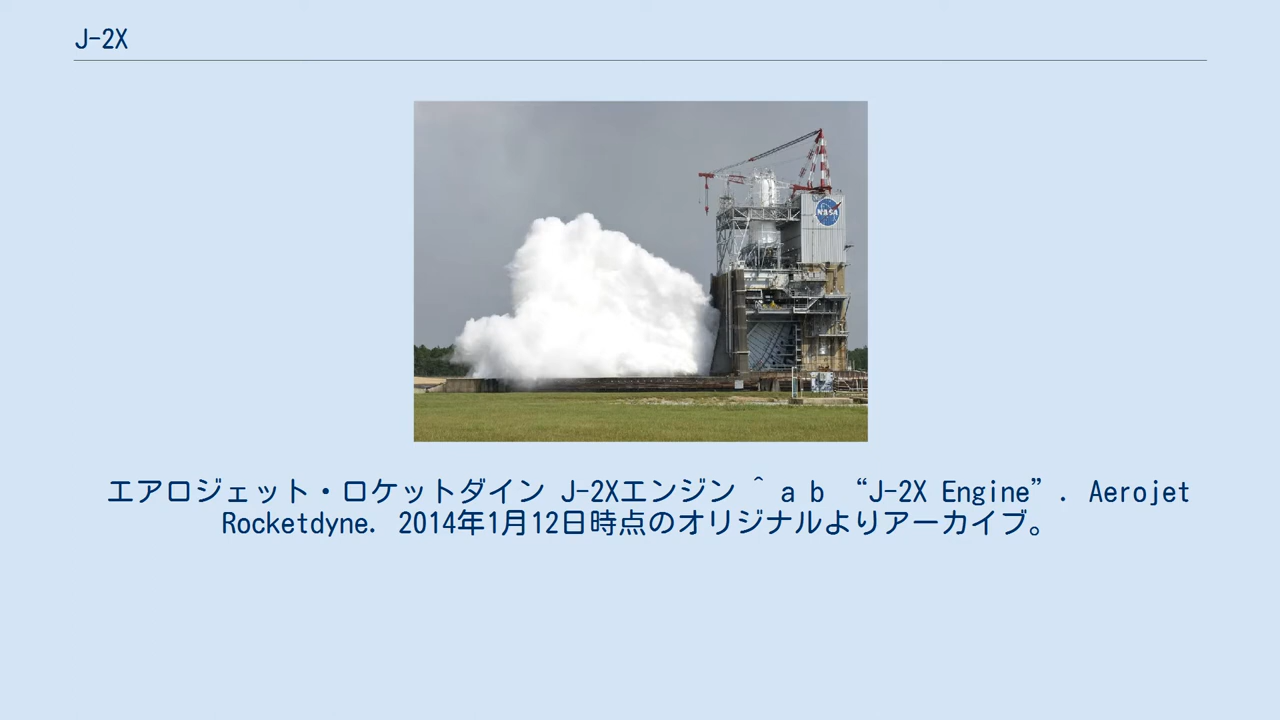 J-2X
NASA
エアロジェット・ロケットダイン J-2Xエンジン ^ a b “J-2X Engine”. Aerojet
Rocketdyne. 2014年1月12日時点のオリジナルよりアーカイブ。